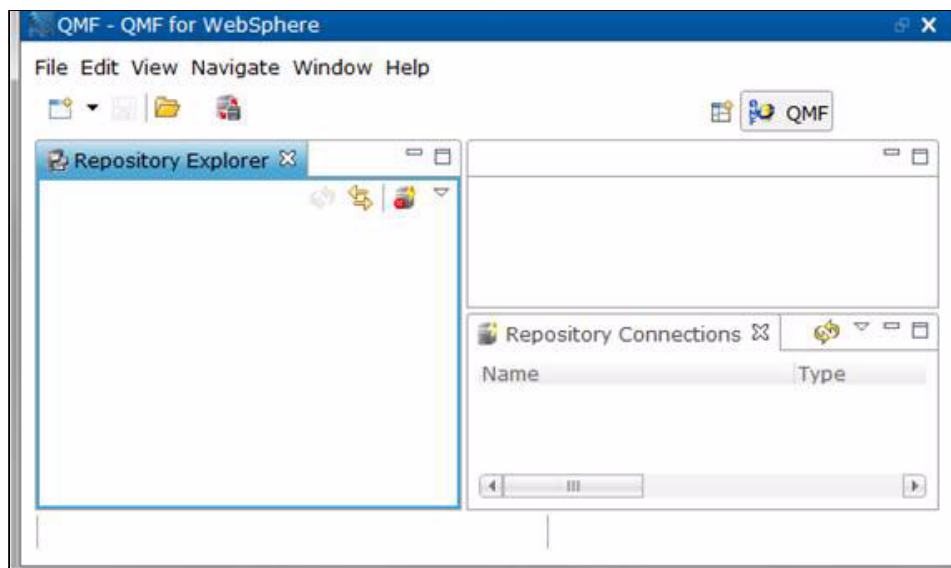 QMF - QMF for WebSphere
File Edit View Navigate Window Help
QMF
Repository Explorer
Repository Connections
Name Type